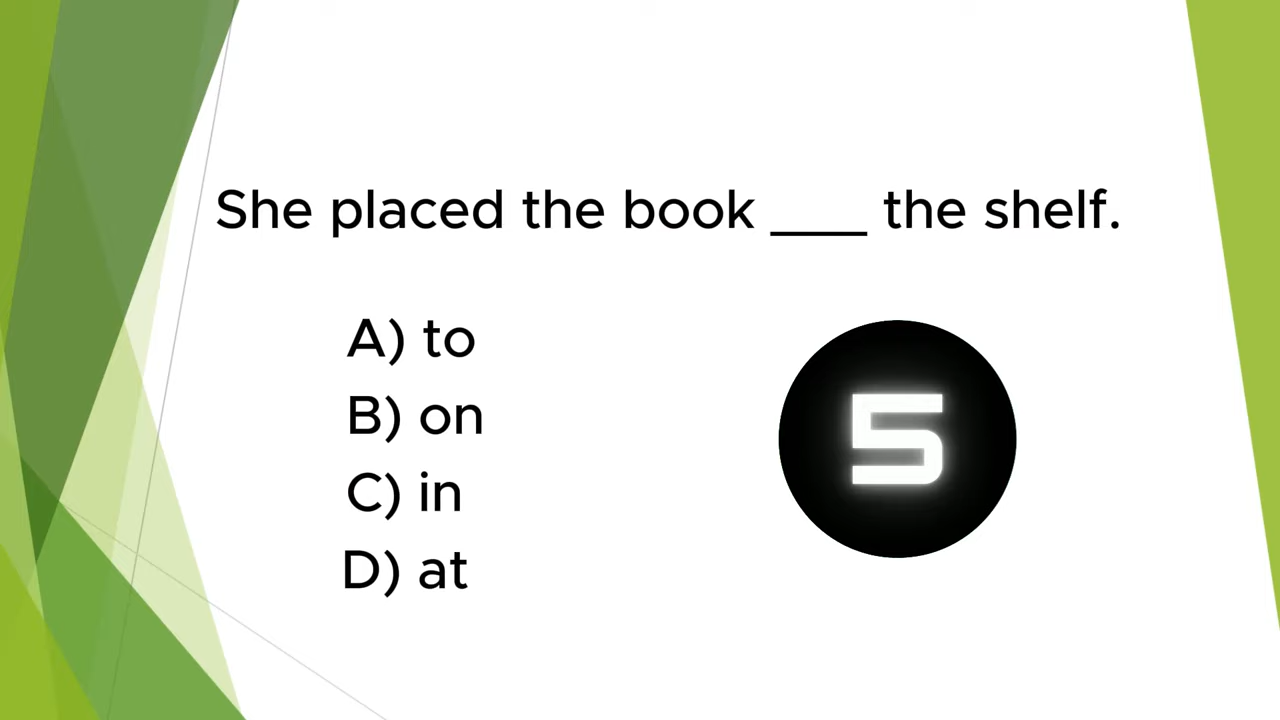 She placed the book ____ the shelf.
A) to
B) on
C) in
D) at
5